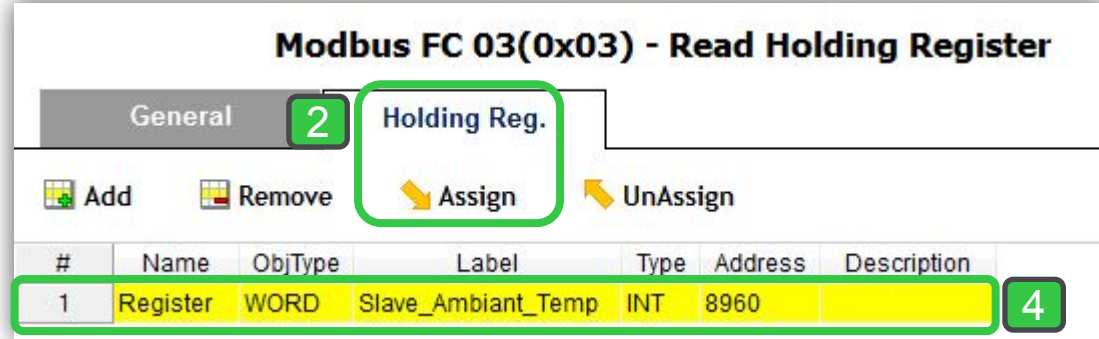 Modbus FC 03(0x03) - Read Holding Register
General 2 Holding Reg.
Add Remove Assign UnAssign
# Name ObjType Label Type Address Description
1 Register WORD Slave_Ambiant_Temp INT 8960 4